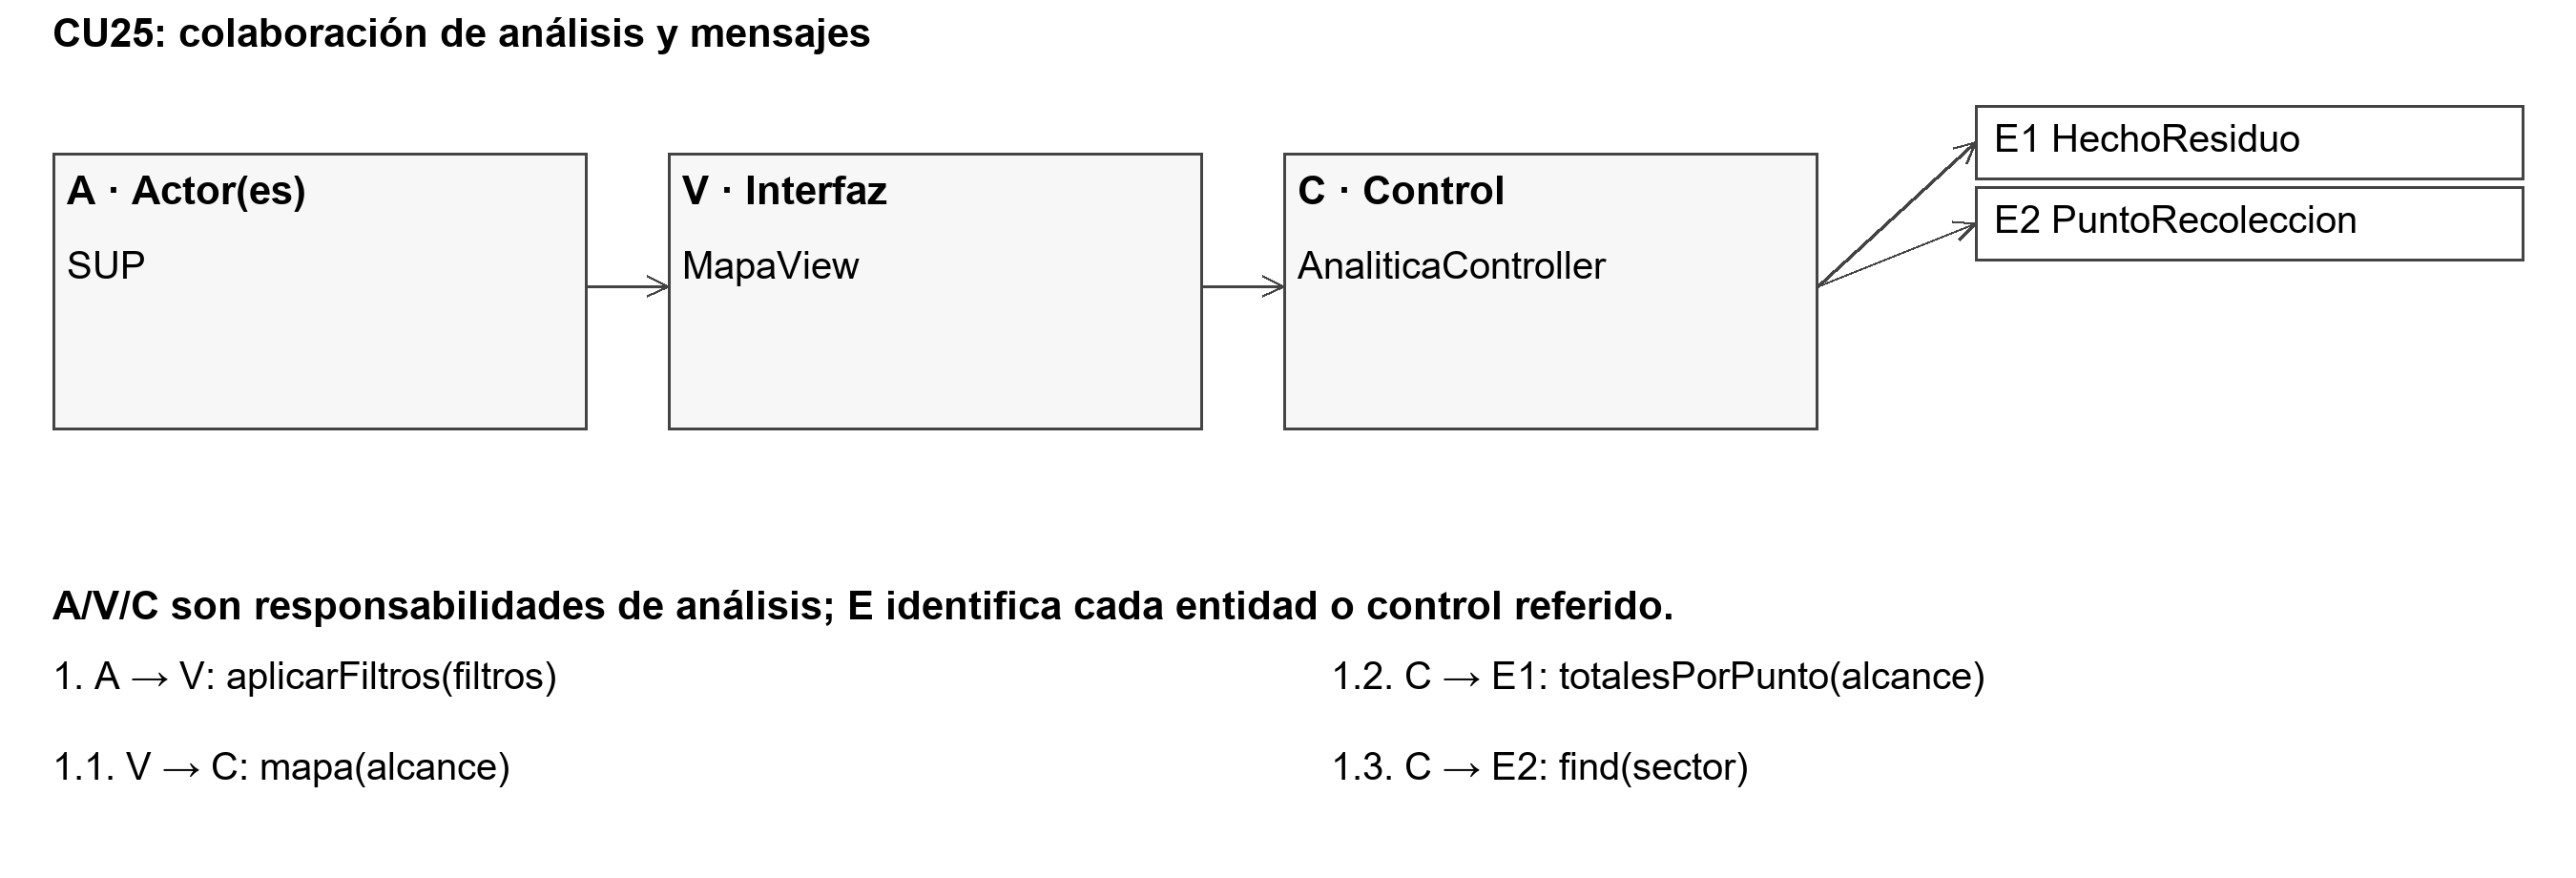 CU25: colaboración de análisis y mensajes
A · Actor(es)
SUP
V · Interfaz
MapaView
C · Control
AnaliticaController
E1 HechoResiduo
E2 PuntoRecoleccion
A/V/C son responsabilidades de análisis; E identifica cada entidad o control referido.
1. A → V: aplicarFiltros(filtros)
1.1. V → C: mapa(alcance)
1.2. C → E1: totalesPorPunto(alcance)
1.3. C → E2: find(sector)